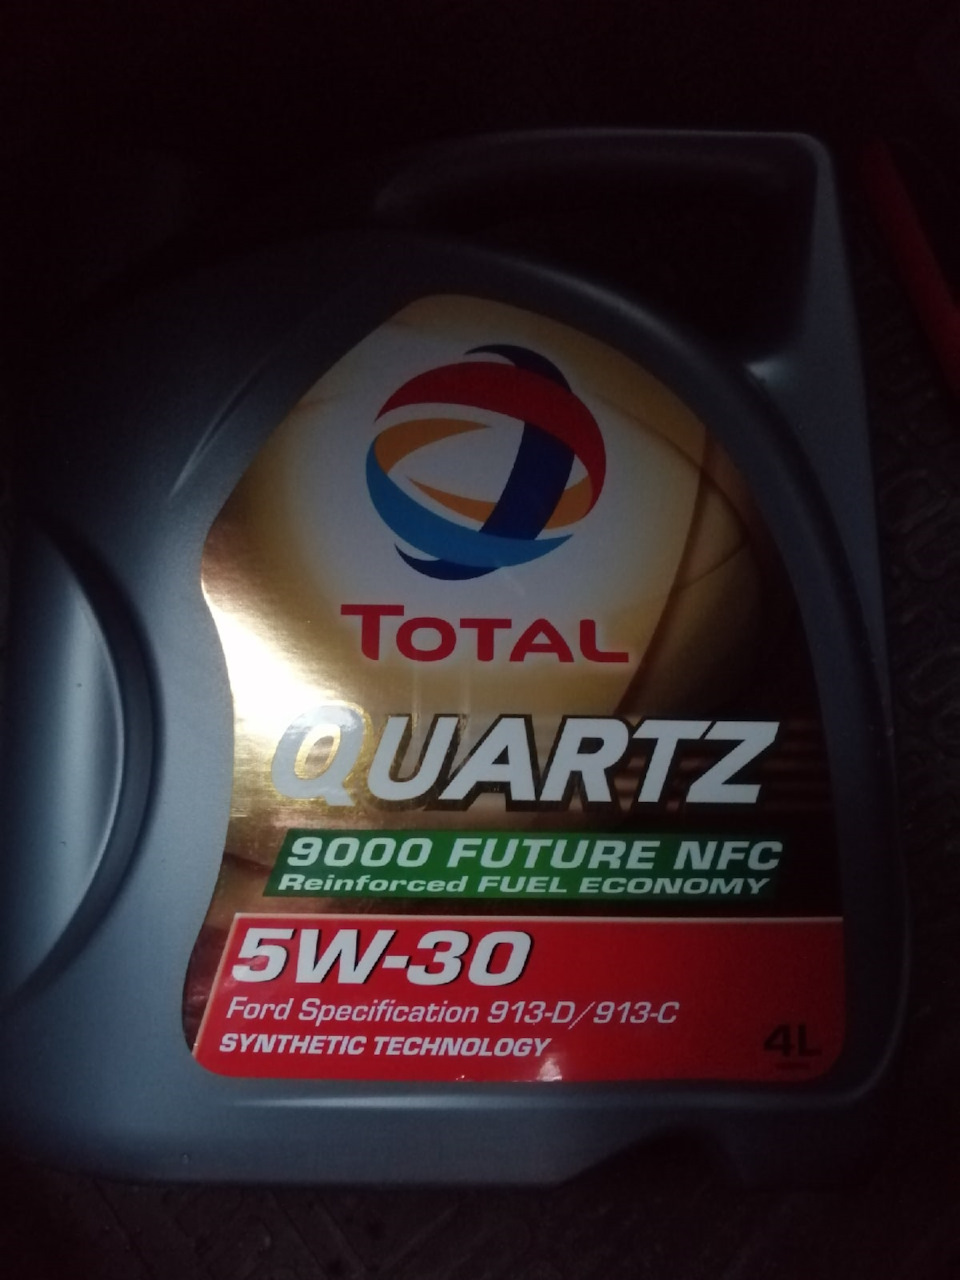 TOTAL
QUARTZ
9000 FUTURE NFC
Reinforced FUEL ECONOMY
5W-30
Ford Specification 913-D/913-C
SYNTHETIC TECHNOLOGY
4L